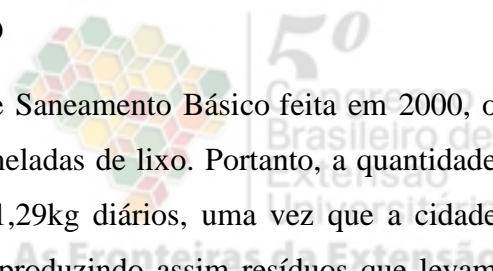 5º
Congresso
e Saneamento Básico feita em 2000, o
Brasileiro de
neladas de lixo. Portanto, a quantidade
Extensão
1,29kg diários, uma vez que a cidade
Universitária
As Fronteiras da Extensão
produzindo assim resíduos que levam